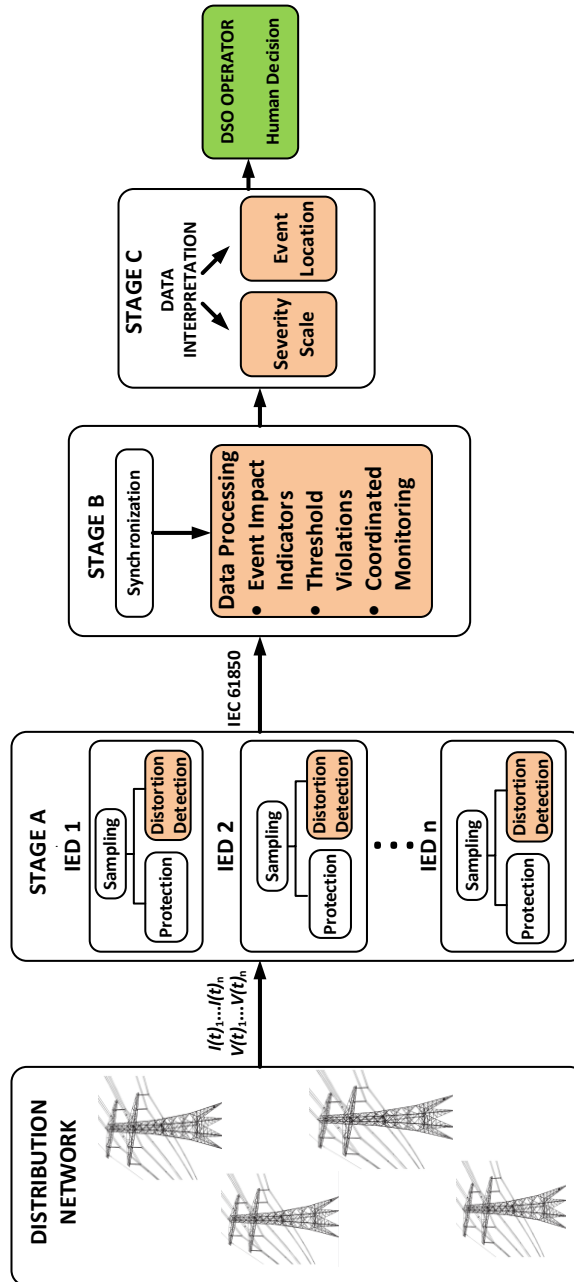 DISTRIBUTION
NETWORK
I(t)₁...I(t)ₙ
V(t)₁...V(t)ₙ
STAGE A
IED 1
Sampling
Protection
Distortion
Detection
IED 2
Sampling
Protection
Distortion
Detection
...
IED n
Sampling
Protection
Distortion
Detection
IEC 61850
STAGE B
Synchronization
Data Processing
• Event Impact
Indicators
• Threshold
Violations
• Coordinated
Monitoring
STAGE C
DATA
INTERPRETATION
Severity
Scale
Event
Location
DSO OPERATOR
Human Decision